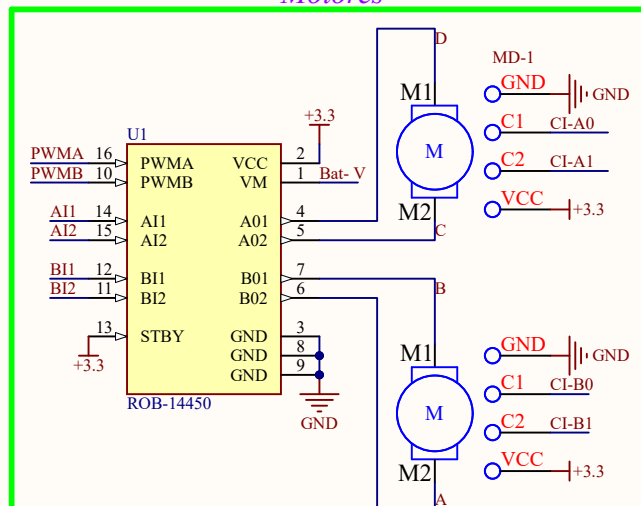 Motores
D
MD-1
M1
GND
GND
U1
+3.3
C1
CI-A0
PWMA
16
PWMA
VCC
2
M
PWMB
10
PWMB
VM
1
Bat- V
C2
CI-A1
AI1
14
AI1
A01
4
M2
VCC
+3.3
AI2
15
AI2
A02
5
C
BI1
12
BI1
B01
7
B
BI2
11
BI2
B02
6
13
STBY
GND
3
M1
GND
GND
+3.3
GND
8
GND
9
C1
CI-B0
ROB-14450
GND
M
C2
CI-B1
M2
VCC
+3.3
A